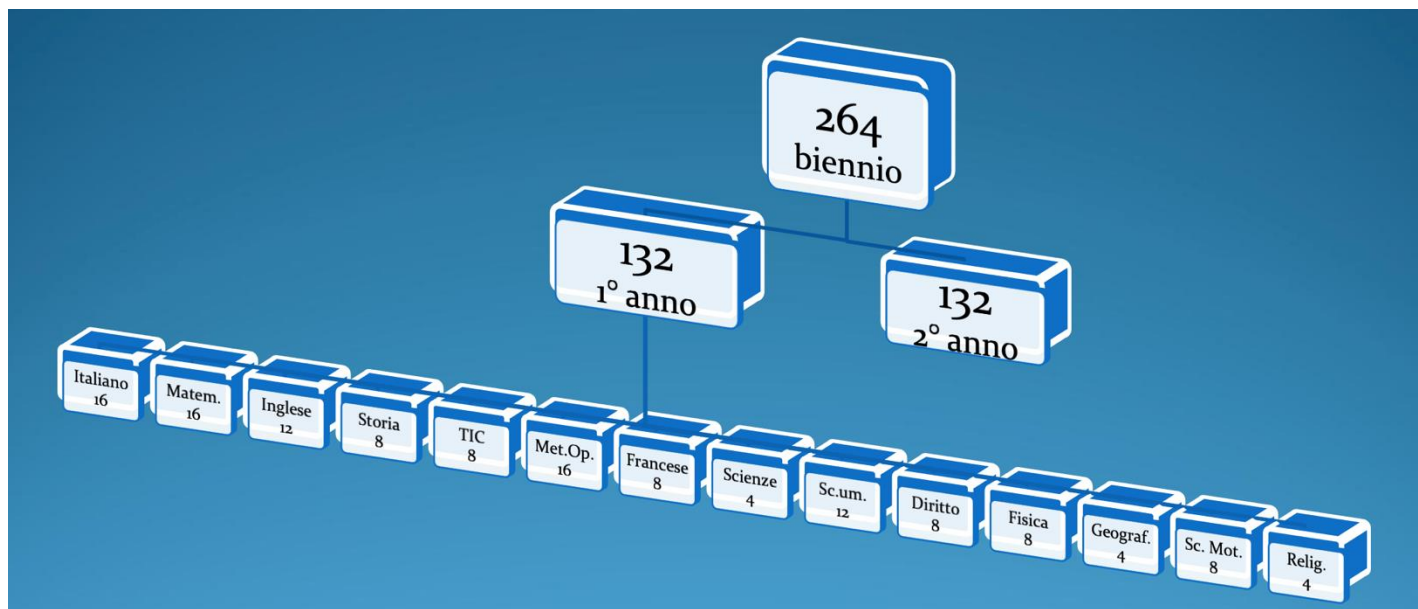 264
biennio
132
1° anno
132
2° anno
Italiano
16
Matem.
16
Inglese
12
Storia
8
TIC
8
Met.Op.
16
Francese
8
Scienze
4
Sc.um.
12
Diritto
8
Fisica
8
Geograf.
4
Sc. Mot.
8
Relig.
4